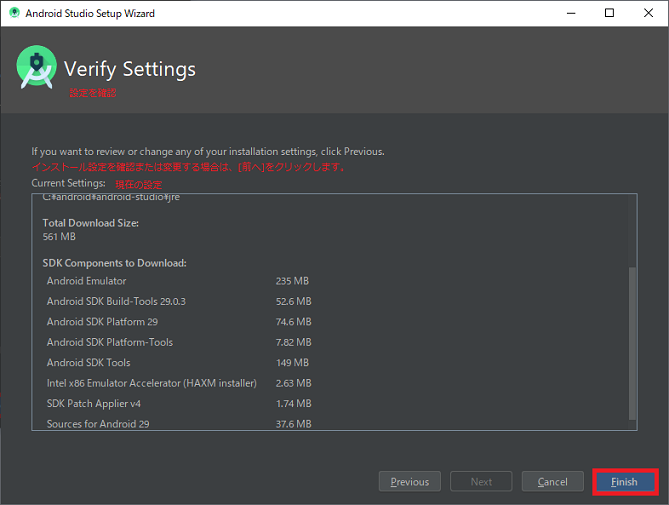 Android Studio Setup Wizard
Verify Settings
設定を確認
If you want to review or change any of your installation settings, click Previous.
インストール設定を確認または変更する場合は、[前へ]をクリックします。
Current Settings: 現在の設定
C:¥android¥android-studio¥jre
Total Download Size:
561 MB
SDK Components to Download:
Android Emulator 235 MB
Android SDK Build-Tools 29.0.3 52.6 MB
Android SDK Platform 29 74.6 MB
Android SDK Platform-Tools 7.82 MB
Android SDK Tools 149 MB
Intel x86 Emulator Accelerator (HAXM installer) 2.63 MB
SDK Patch Applier v4 1.74 MB
Sources for Android 29 37.6 MB
Previous Next Cancel Finish